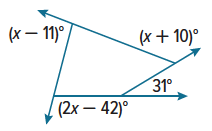 (x – 11)°
(x + 10)°
31°
(2x – 42)°